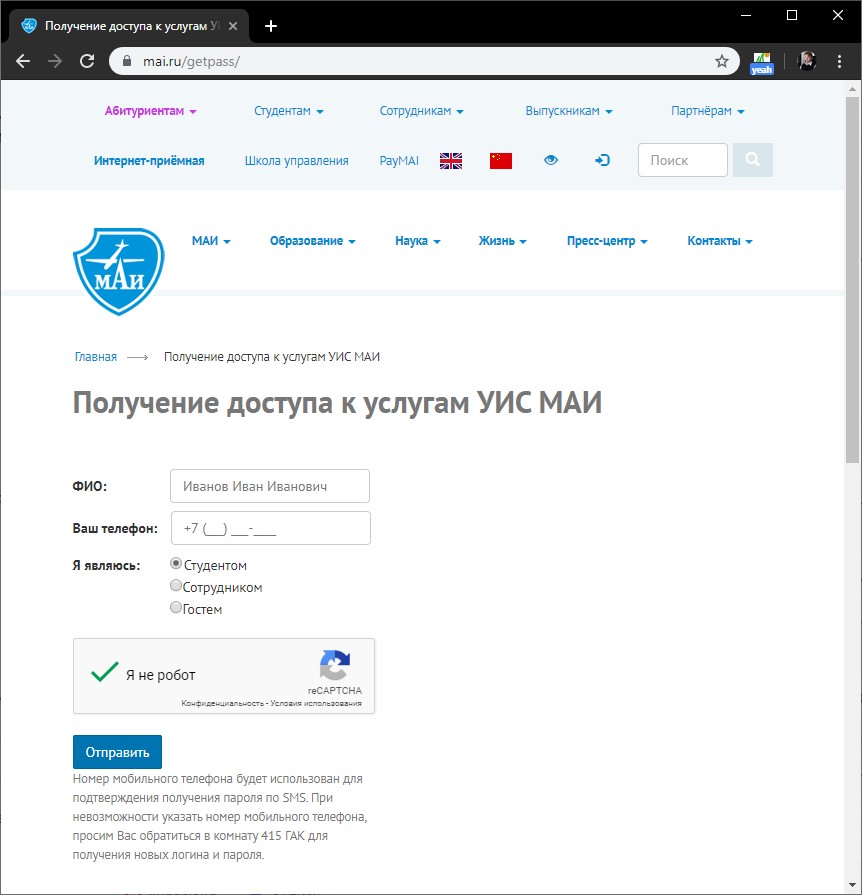 Получение доступа к услугам УИ
mai.ru/getpass/
yeah
Абитуриентам Студентам Сотрудникам Выпускникам Партнёрам
Интернет-приёмная Школа управления PayMAI Поиск
МАИ
МАИ Образование Наука Жизнь Пресс-центр Контакты
Главная Получение доступа к услугам УИС МАИ
Получение доступа к услугам УИС МАИ
ФИО: Иванов Иван Иванович
Ваш телефон: +7 (__) ___-____
Я являюсь: Студентом
Сотрудником
Гостем
Я не робот
reCAPTCHA
Конфиденциальность - Условия использования
Отправить
Номер мобильного телефона будет использован для
подтверждения получения пароля по SMS. При
невозможности указать номер мобильного телефона,
просим Вас обратиться в комнату 415 ГАК для
получения новых логина и пароля.